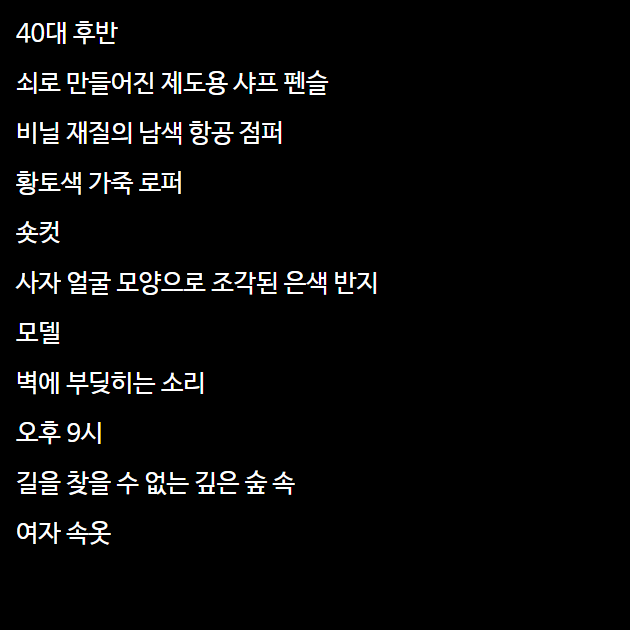 40대 후반
쇠로 만들어진 제도용 샤프 펜슬
비닐 재질의 남색 항공 점퍼
황토색 가죽 로퍼
숏컷
사자 얼굴 모양으로 조각된 은색 반지
모델
벽에 부딪히는 소리
오후 9시
길을 찾을 수 없는 깊은 숲 속
여자 속옷